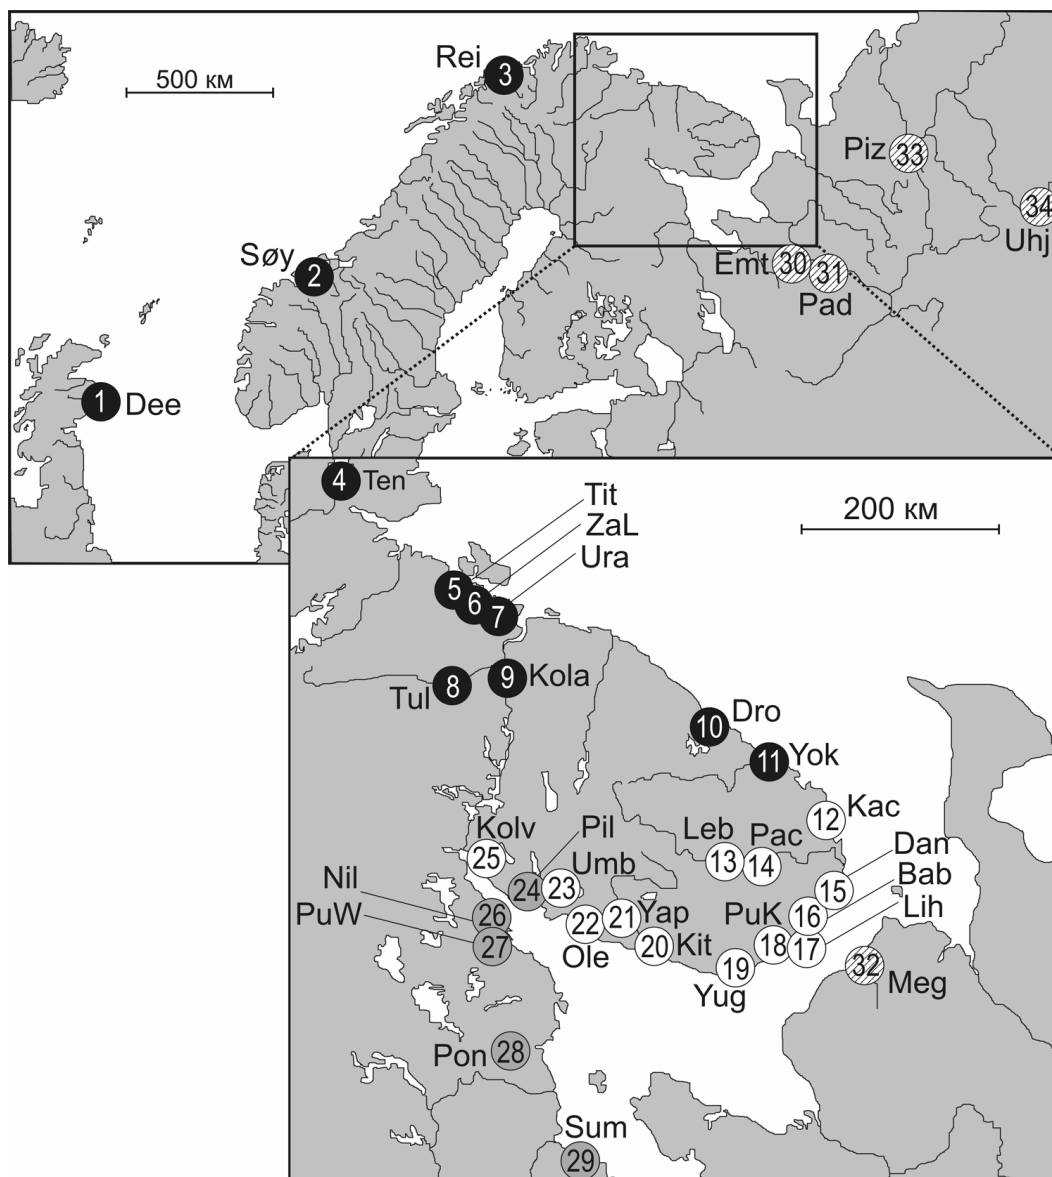 Rei 3
500 км
Piz 33
34
Uhj
Søy
2
Emt 30
31
Pad
1 Dee
4 Ten
Tit
ZaL
Ura
200 км
5
6
7
Tul 8
9 Kola
10 Dro
11 Yok
Kac
12
Kolv
25
Pil
Umb
24
23
Leb
13
Pac
14
Dan
Bab
Lih
15
16
17
Nil
PuW
26
27
22
Ole
21
Yap
20
Kit
PuK
18
19
Yug
32
Meg
Pon 28
Sum
29